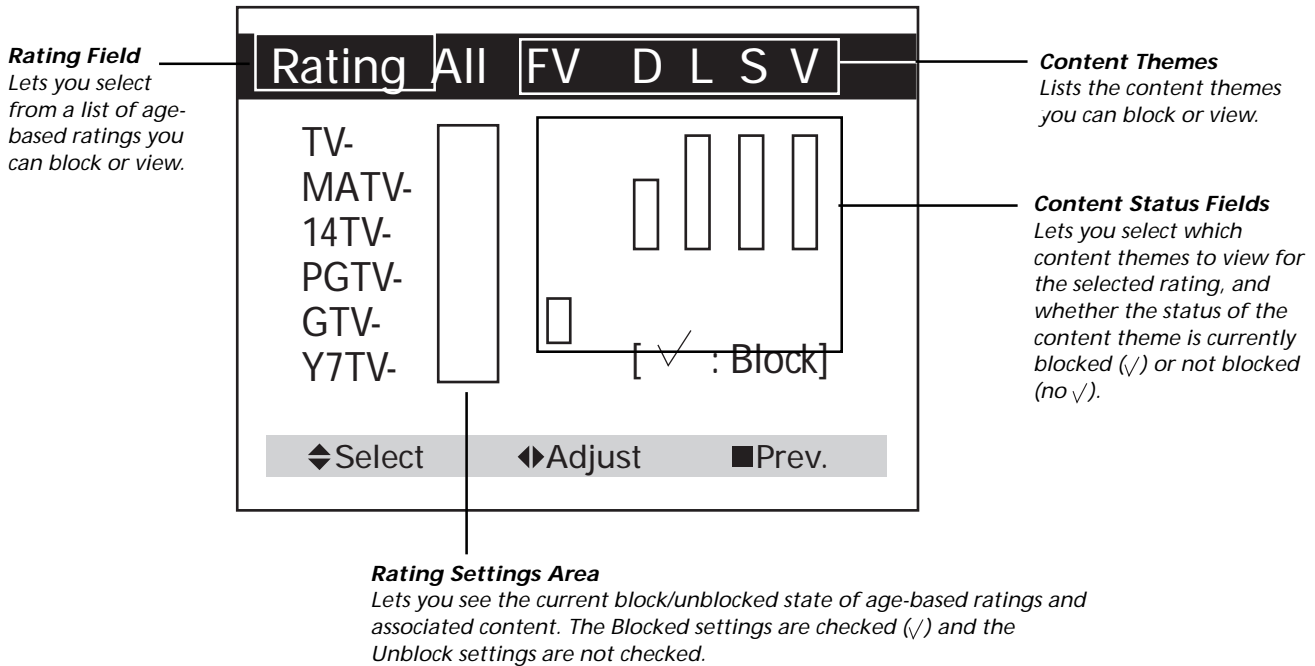 Rating Field
Lets you select
from a list of age-
based ratings you
can block or view.
Rating All FV D L S V
Content Themes
Lists the content themes
you can block or view.
TV-
MATV-
14TV-
PGTV-
GTV-
Y7TV-
[ √ : Block]
Content Status Fields
Lets you select which
content themes to view for
the selected rating, and
whether the status of the
content theme is currently
blocked (√) or not blocked
(no √).
Select Adjust Prev.
Rating Settings Area
Lets you see the current block/unblocked state of age-based ratings and
associated content. The Blocked settings are checked (√) and the
Unblock settings are not checked.